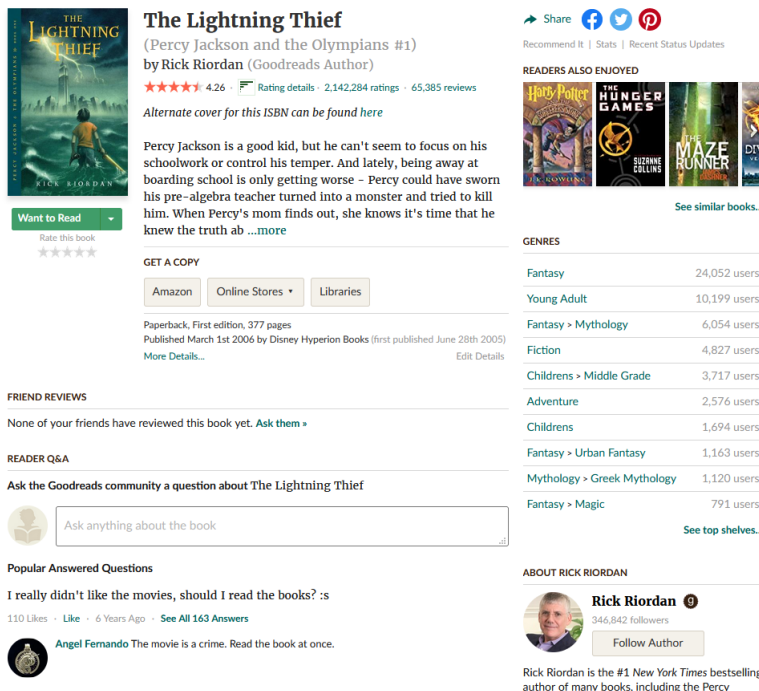 THE
LIGHTNING
THIEF
PERCY JACKSON & THE OLYMPIANS #1
RICK RIORDAN
Want to Read
Rate this book
The Lightning Thief
(Percy Jackson and the Olympians #1)
by Rick Riordan (Goodreads Author)
4.26 · Rating details · 2,142,284 ratings · 65,385 reviews
Alternate cover for this ISBN can be found here
Percy Jackson is a good kid, but he can't seem to focus on his
schoolwork or control his temper. And lately, being away at
boarding school is only getting worse - Percy could have sworn
his pre-algebra teacher turned into a monster and tried to kill
him. When Percy's mom finds out, she knows it's time that he
knew the truth ab ...more
GET A COPY
Amazon
Online Stores ▾
Libraries
Paperback, First edition, 377 pages
Published March 1st 2006 by Disney Hyperion Books (first published June 28th 2005)
More Details...
Edit Details
FRIEND REVIEWS
None of your friends have reviewed this book yet. Ask them »
READER Q&A
Ask the Goodreads community a question about The Lightning Thief
Ask anything about the book
Popular Answered Questions
I really didn't like the movies, should I read the books? :s
110 Likes · Like · 6 Years Ago · See All 163 Answers
Angel Fernando The movie is a crime. Read the book at once.
Share
Recommend It | Stats | Recent Status Updates
READERS ALSO ENJOYED
Harry Potter
J.K. ROWLING
THE
HUNGER
GAMES
SUZANNE
COLLINS
THE
MAZE
RUNNER
DIV
See similar books..
GENRES
Fantasy 24,052 users
Young Adult 10,199 users
Fantasy > Mythology 6,054 users
Fiction 4,827 users
Childrens > Middle Grade 3,717 users
Adventure 2,576 users
Childrens 1,694 users
Fantasy > Urban Fantasy 1,163 users
Mythology > Greek Mythology 1,120 users
Fantasy > Magic 791 users
See top shelves..
ABOUT RICK RIORDAN
Rick Riordan g
346,842 followers
Follow Author
Rick Riordan is the #1 New York Times bestselling
author of many books, including the Percy